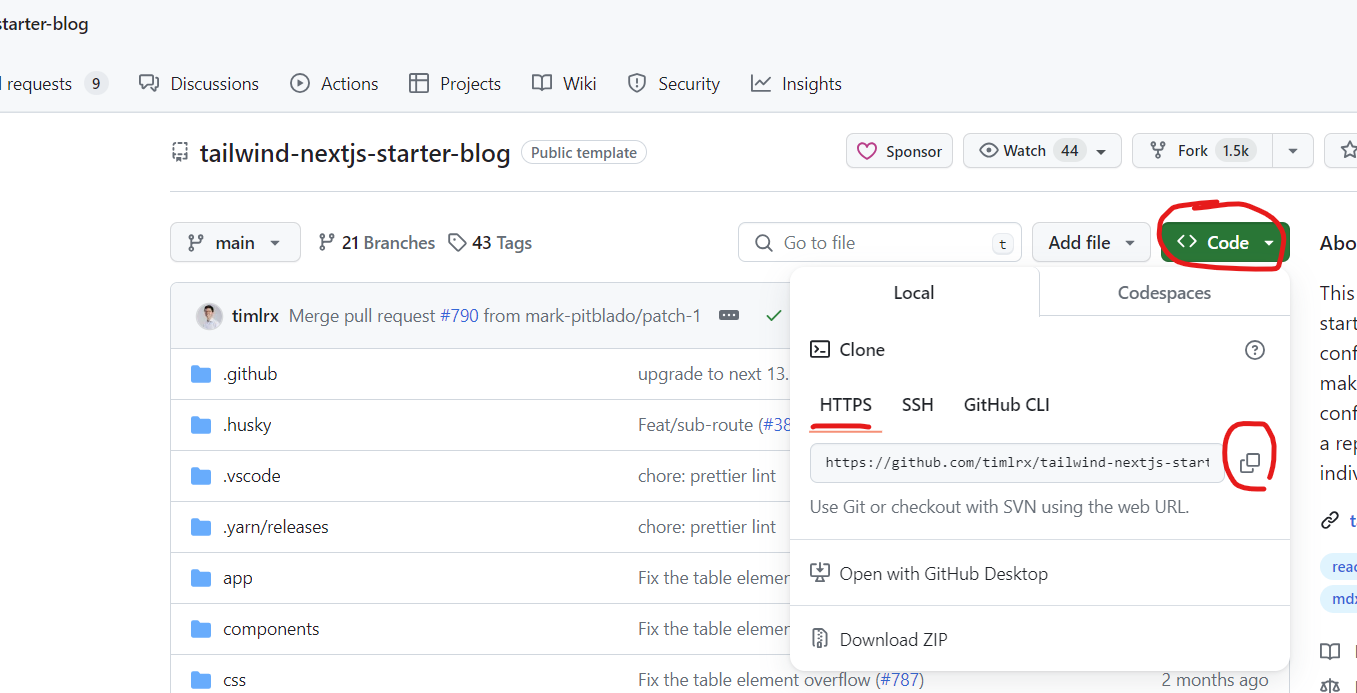 starter-blog
requests 9 Discussions Actions Projects Wiki Security Insights
tailwind-nextjs-starter-blog Public template Sponsor Watch 44 Fork 1.5k
main 21 Branches 43 Tags Go to file t Add file <> Code Abo
Local Codespaces
This
timlrx Merge pull request #790 from mark-pitblado/patch-1
start
Clone
conf
.github upgrade to next 13.
mak
HTTPS SSH GitHub CLI
conf
.husky Feat/sub-route (#38
a rep
https://github.com/timlrx/tailwind-nextjs-start
indiv
.vscode chore: prettier lint
Use Git or checkout with SVN using the web URL.
.yarn/releases chore: prettier lint
t
reac
app Fix the table elemen
Open with GitHub Desktop
mdx
components Fix the table elemen
Download ZIP
css Fix the table element overflow (#787) 2 months ago